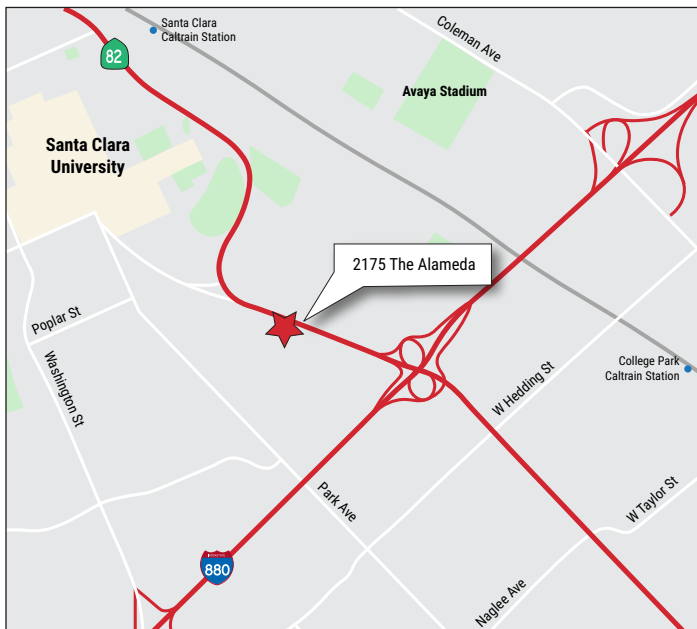 Santa Clara
Caltrain Station
Coleman Ave
82
Avaya Stadium
Santa Clara
University
2175 The Alameda
Poplar St
Washington St
College Park
Caltrain Station
W Hedding St
Park Ave
W Taylor St
880
Naglee Ave